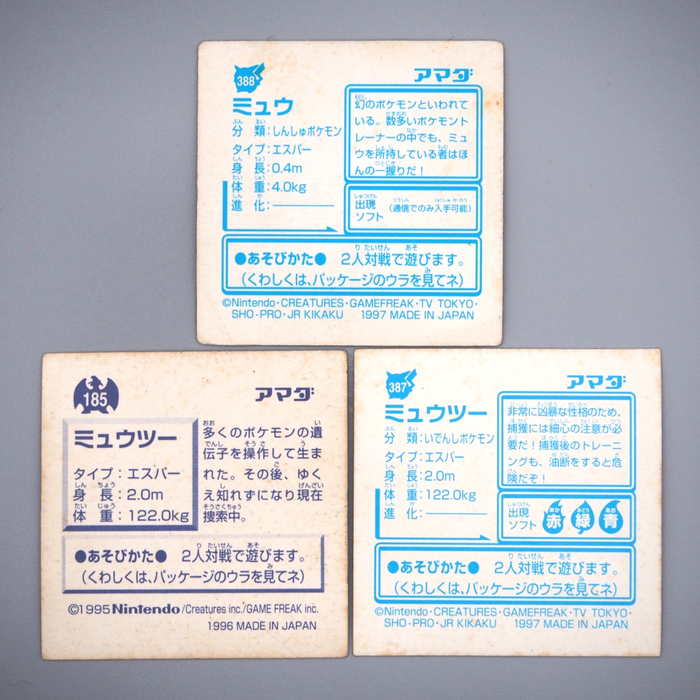 388
アマダ
ミュウ
分類:しんしゅポケモン
タイプ:エスパー
身長:0.4m
体重:4.0kg
進化:
幻のポケモンといわれて
いる。数多いポケモント
レーナーの中でも、ミュ
ウを所持している者はほ
んの一握りだ!
出現
ソフト
(通信でのみ入手可能)
●あそびかた● 2人対戦で遊びます。
(くわしくは、パッケージのウラを見てネ)
©Nintendo・CREATURES・GAMEFREAK・TV TOKYO・
SHO-PRO・JR KIKAKU 1997 MADE IN JAPAN
185
アマダ
ミュウツー
タイプ:エスパー
身長:2.0m
体重:122.0kg
多くのポケモンの遺
伝子を操作して生ま
れた。その後、ゆく
え知れずになり現在
捜索中。
●あそびかた● 2人対戦で遊びます。
(くわしくは、パッケージのウラを見てネ)
©1995 Nintendo/Creatures inc./GAME FREAK inc.
1996 MADE IN JAPAN
387
アマダ
ミュウツー
分類:いでんしポケモン
タイプ:エスパー
身長:2.0m
体重:122.0kg
進化:
非常に凶暴な性格のため、
捕獲には細心の注意が必
要だ!捕獲後のトレーニ
ングも、油断をすると危
険だぞ!
出現
ソフト
赤 緑 青
●あそびかた● 2人対戦で遊びます。
(くわしくは、パッケージのウラを見てネ)
©Nintendo・CREATURES・GAMEFREAK・TV TOKYO・
SHO-PRO・JR KIKAKU 1997 MADE IN JAPAN